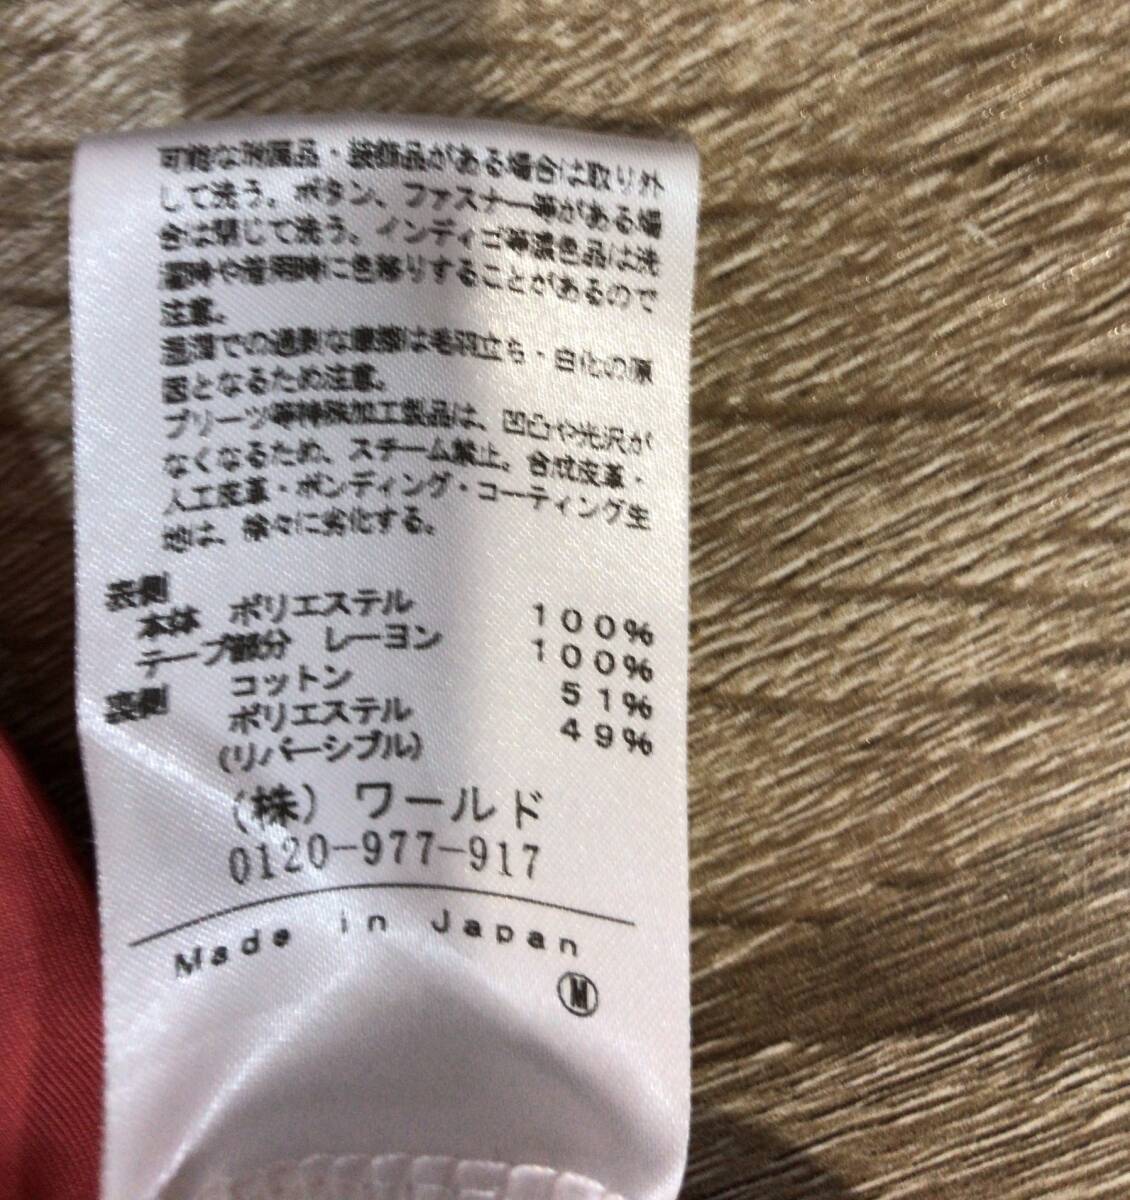 可能な附属品・装飾品がある場合は取り外
して洗う。ボタン、ファスナー等がある場
合は閉じて洗う。インディゴ等濃色品は洗
濯時や着用時に色移りすることがあるので
注意。
湿潤での過剰な摩擦は毛羽立ち・白化の原
因となるため注意。
プリーツ等特殊加工製品は、凹凸や光沢が
なくなるため、スチーム禁止。合成皮革・
人工皮革・ボンディング・コーティング生
地は、徐々に劣化する。
表側
本体 ポリエステル 100%
テープ部分 レーヨン 100%
裏側 コットン 51%
ポリエステル 49%
(リバーシブル)
(株) ワールド
0120-977-917
Made in Japan
M